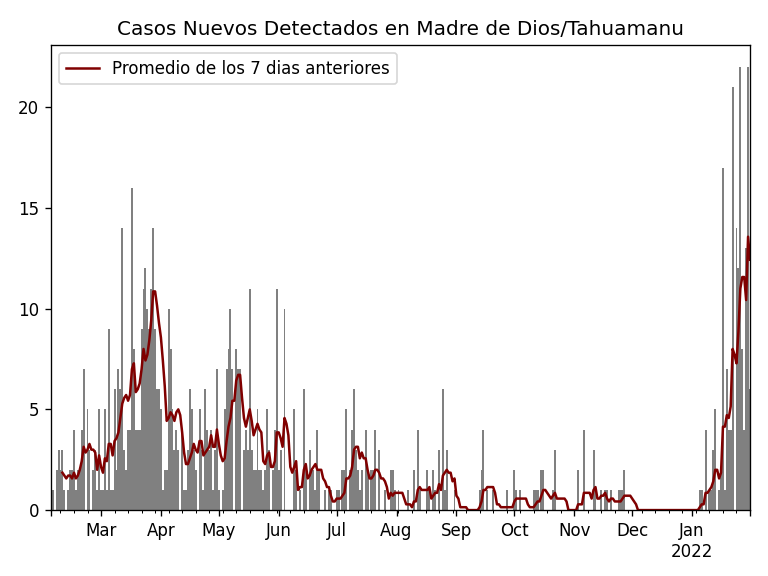 Casos Nuevos Detectados en Madre de Dios/Tahuamanu
Promedio de los 7 dias anteriores
20
15
10
5
0
Mar Apr May Jun Jul Aug Sep Oct Nov Dec Jan
2022